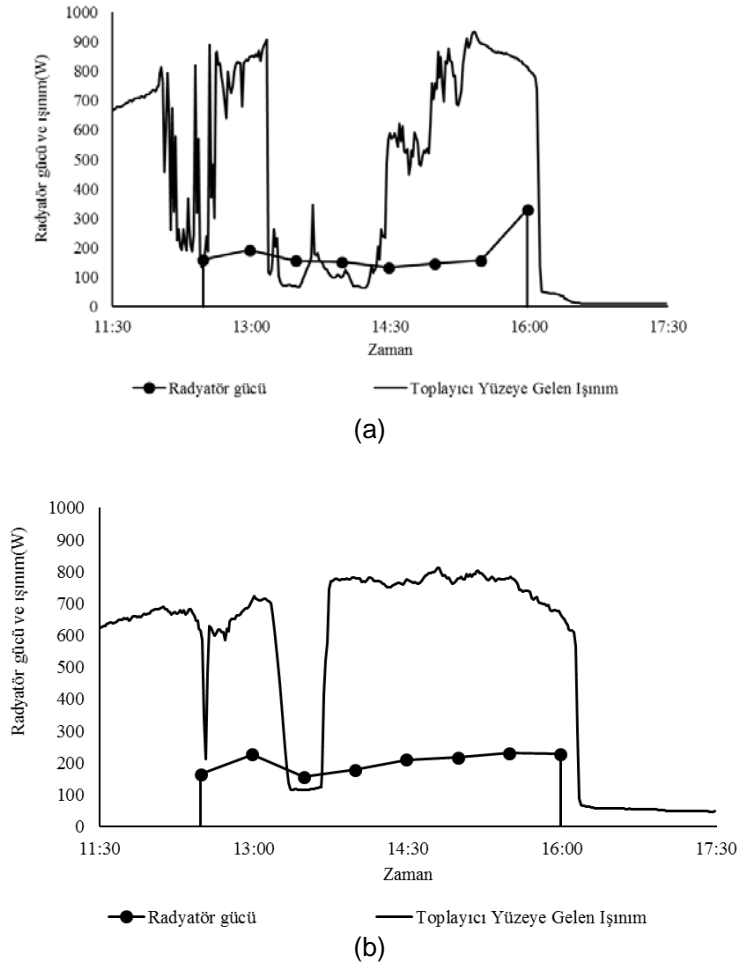 1000
900
800
700
600
500
400
300
200
100
0
Radyatör gücü ve ışınım(W)
11:30 13:00 14:30 16:00 17:30
Zaman
Radyatör gücü Toplayıcı Yüzeye Gelen Işınım
(a)
1000
900
800
700
600
500
400
300
200
100
0
Radyatör gücü ve ışınım(W)
11:30 13:00 14:30 16:00 17:30
Zaman
Radyatör gücü Toplayıcı Yüzeye Gelen Işınım
(b)